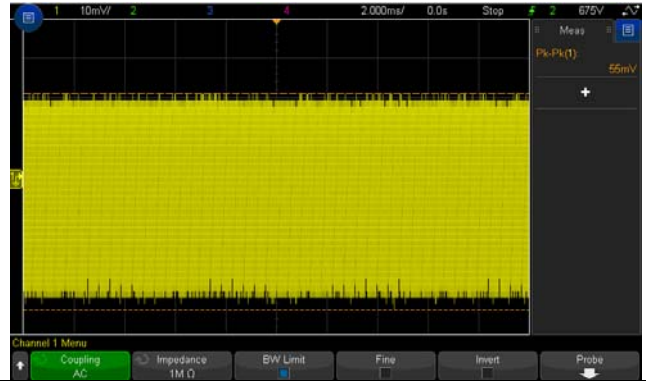 1 10mV/ 2 3 4 2.000ms/ 0.0s Stop 2 675V
Meas
Pk-Pk(1):
55mV
Channel 1 Menu
Coupling Impedance BW Limit Fine Invert Probe
AC 1M Ω